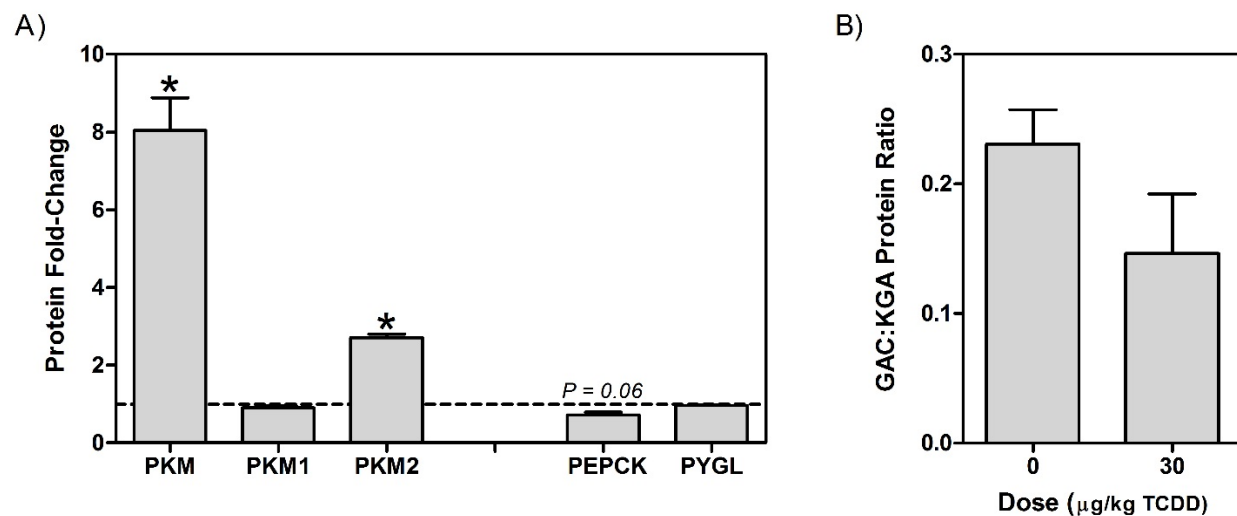 A)
Protein Fold-Change
10
8
6
4
2
0
*
*
P = 0.06
PKM PKM1 PKM2 PEPCK PYGL
B)
GAC:KGA Protein Ratio
0.3
0.2
0.1
0.0
0 30
Dose (μg/kg TCDD)